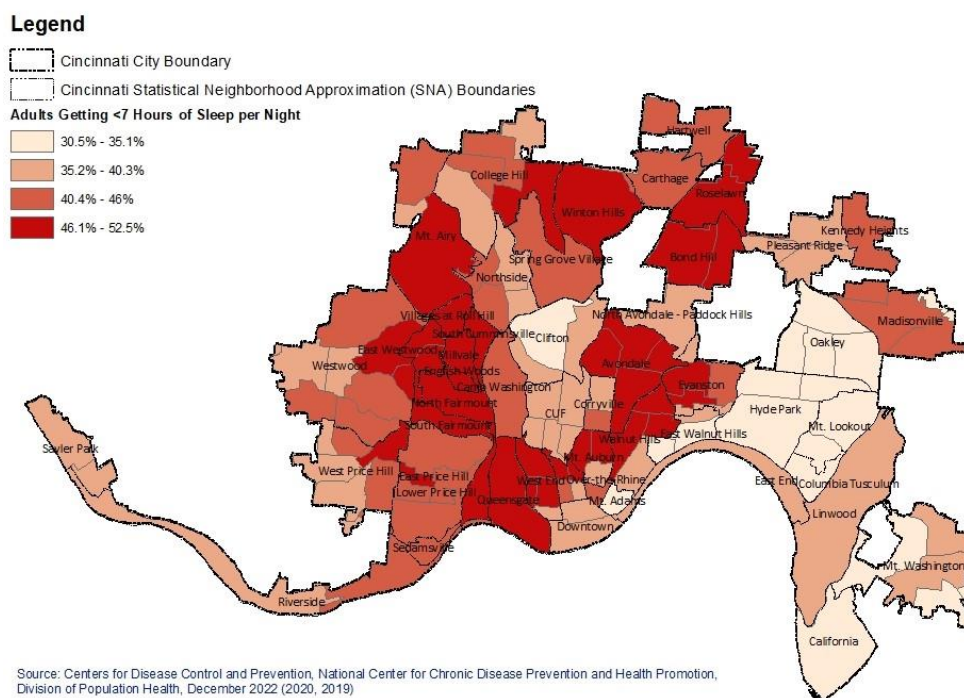 Legend
Cincinnati City Boundary
Cincinnati Statistical Neighborhood Approximation (SNA) Boundaries
Adults Getting <7 Hours of Sleep per Night
30.5% - 35.1%
35.2% - 40.3%
40.4% - 46%
46.1% - 52.5%
Hartwell
College Hill
Carthage
Roselawn
Winton Hills
Mt. Airy
Kennedy Heights
Pleasant Ridge
Bond Hill
Spring Grove Village
Northside
Villages at Roll Hill
North Avondale - Paddock Hills
Madisonville
South Cumminsville
Clifton
Oakley
East Westwood
Millvale
Westwood
Avondale
English Woods
Camp Washington
Evanston
North Fairmount
Corryville
CUF
Hyde Park
Mt. Lookout
South Fairmount
Walnut Hills
East Walnut Hills
Sayler Park
Mt. Auburn
West Price Hill
East Price Hill
West End
Over-the-Rhine
East End
Columbia Tusculum
Lower Price Hill
Queensgate
Mt. Adams
Linwood
Downtown
Sedamsville
Mt. Washington
Riverside
California
Source: Centers for Disease Control and Prevention, National Center for Chronic Disease Prevention and Health Promotion,
Division of Population Health, December 2022 (2020, 2019)